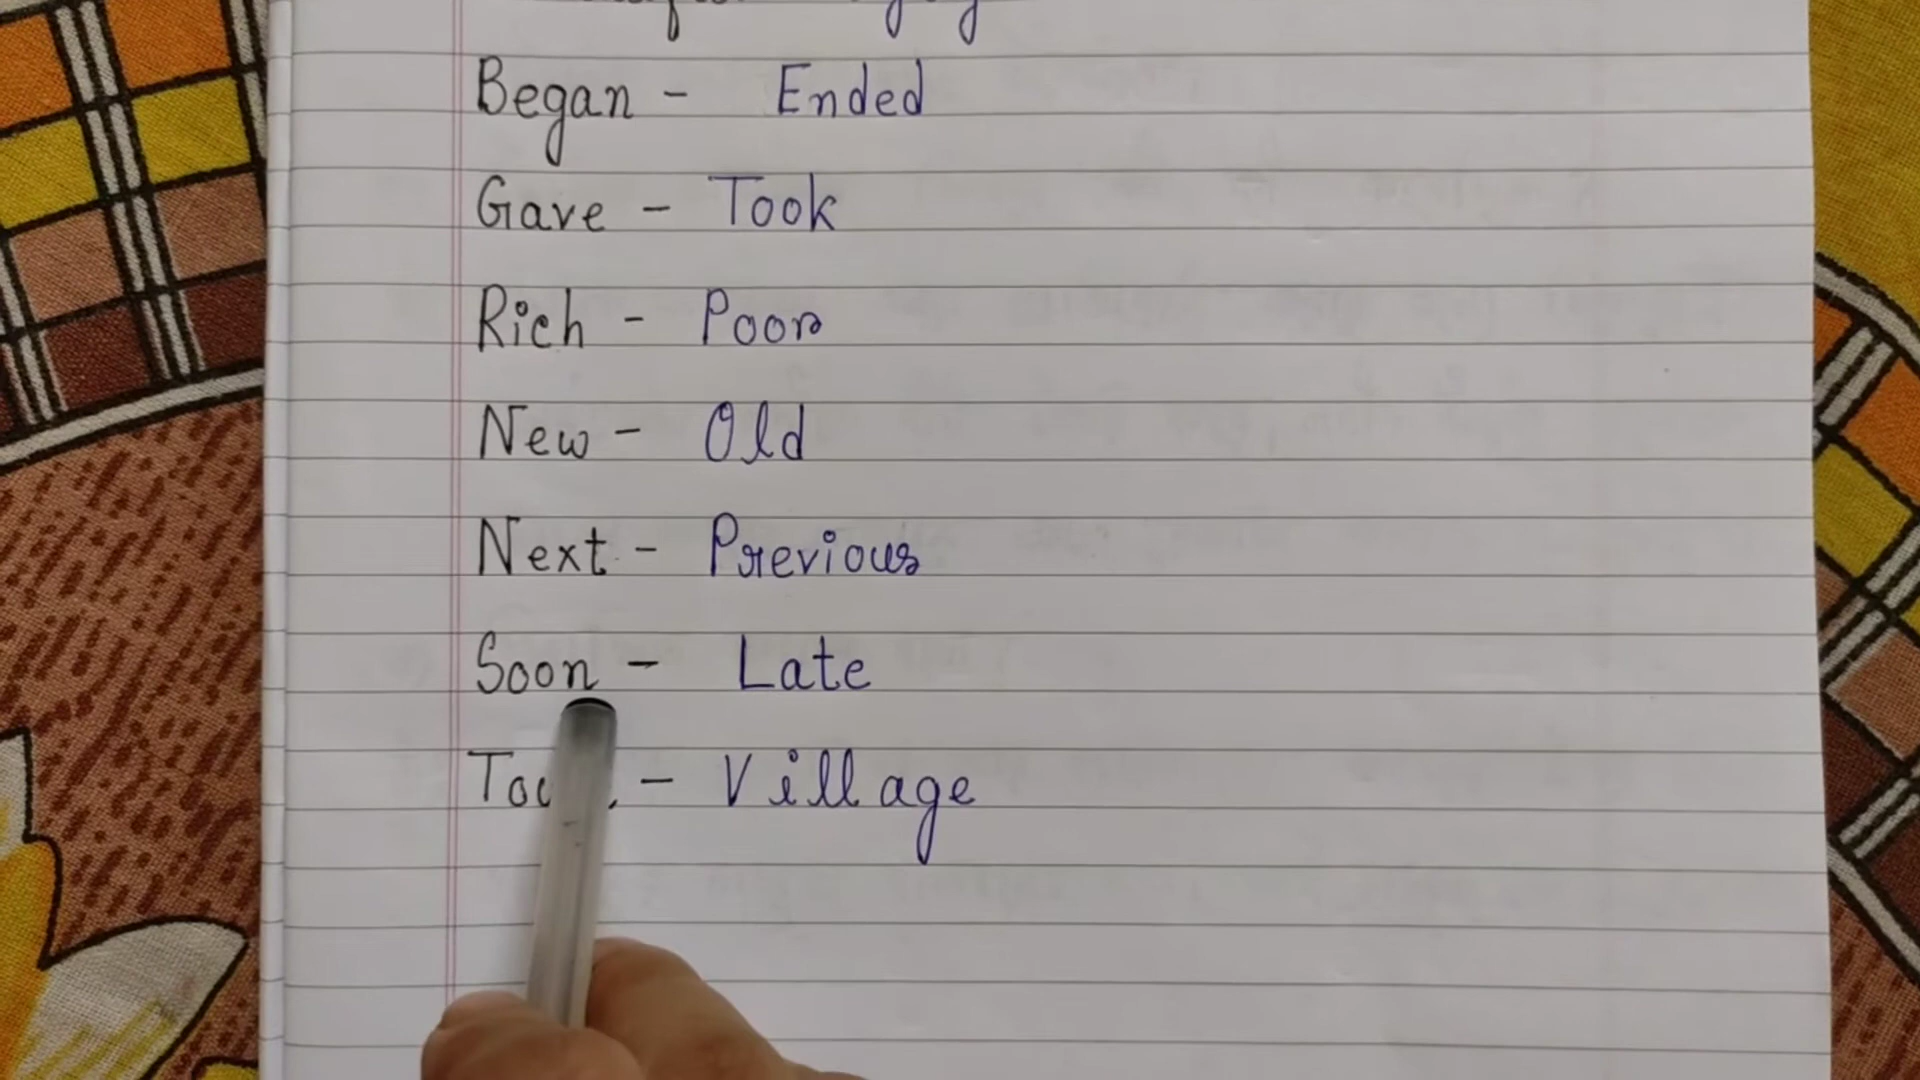 Began - Ended
Gave - Took
Rich - Poor
New - Old
Next - Previous
Soon - Late
- Village